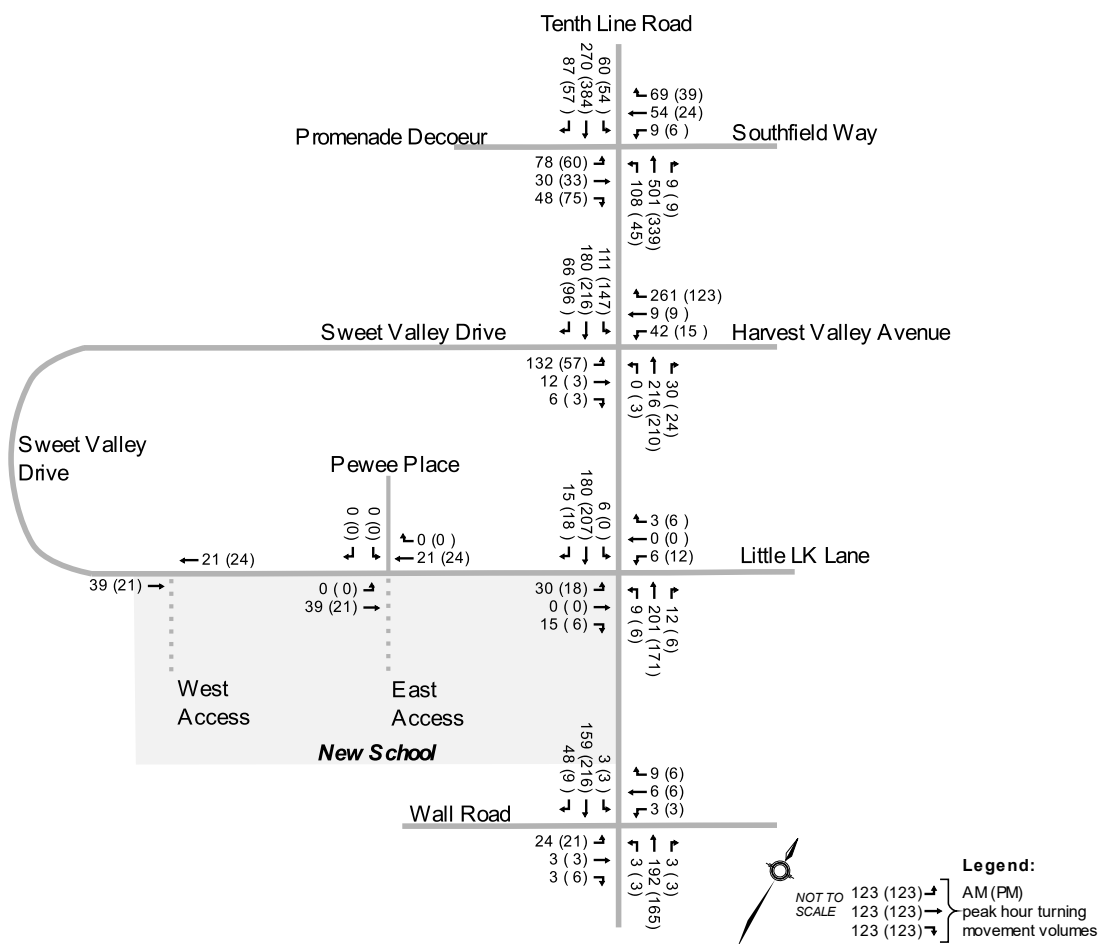 Tenth Line Road
87 (57 )
270 (384)
60 (54 )
69 (39)
54 (24)
9 (6 )
Promenade Decoeur
Southfield Way
78 (60)
30 (33)
48 (75)
108 ( 45)
501 (339)
9 ( 9)
66 (96 )
180 (216)
111 (147)
261 (123)
9 (9 )
42 (15 )
Sweet Valley Drive
Harvest Valley Avenue
132 (57)
12 ( 3)
6 ( 3)
0 ( 3)
216 (210)
30 ( 24)
Sweet Valley
Drive
Pewee Place
0 (0 )
0 (0 )
0 (0 )
21 (24)
21 (24)
15 (18 )
180 (207)
6 (0 )
3 (6 )
0 (0 )
6 (12)
Little LK Lane
39 (21)
0 ( 0)
39 (21)
30 (18)
0 ( 0)
15 ( 6)
9 ( 6)
201 (171)
12 ( 6)
West
Access
East
Access
New School
48 (9 )
159 (216)
3 (3 )
9 (6)
6 (6)
3 (3)
Wall Road
24 (21)
3 ( 3)
3 ( 6)
3 ( 3)
192 (165)
3 ( 3)
NOT TO
SCALE
Legend:
123 (123) AM (PM)
123 (123) peak hour turning
123 (123) movement volumes